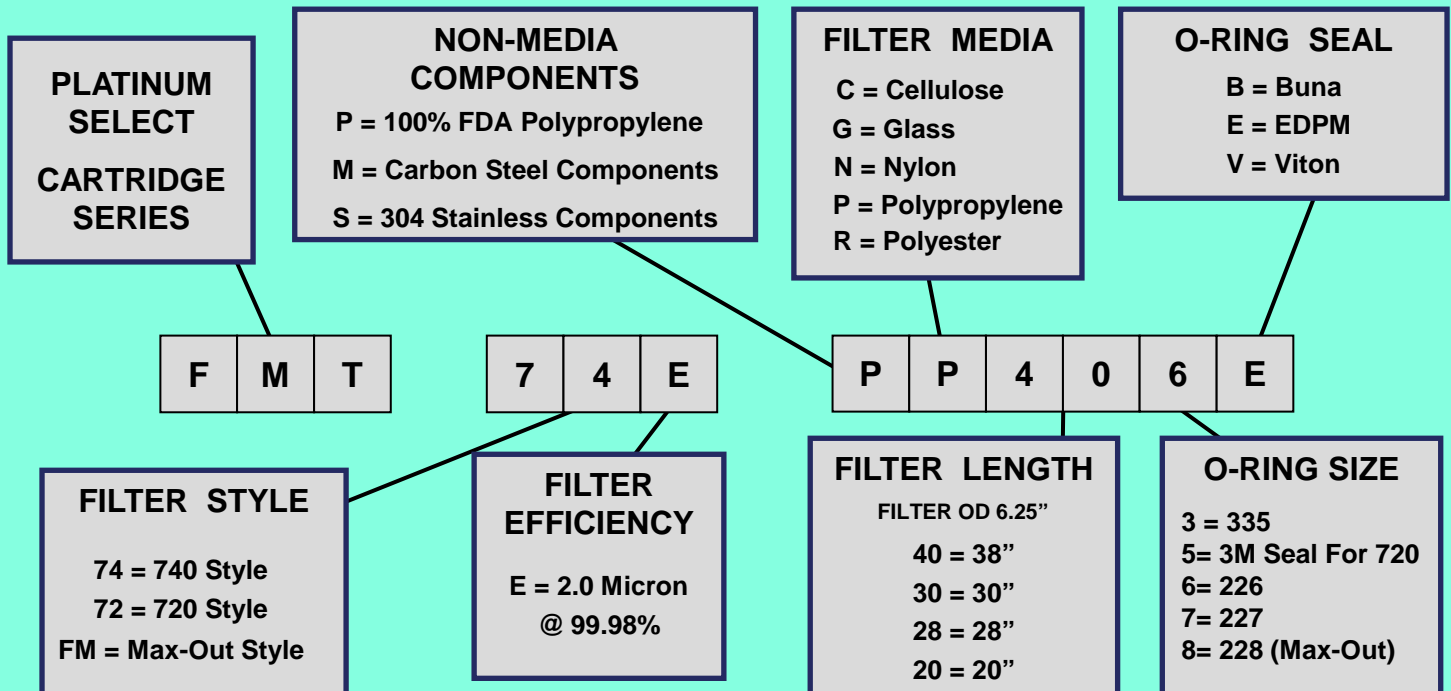 PLATINUM
SELECT
CARTRIDGE
SERIES
NON-MEDIA
COMPONENTS
P = 100% FDA Polypropylene
M = Carbon Steel Components
S = 304 Stainless Components
FILTER MEDIA
C = Cellulose
G = Glass
N = Nylon
P = Polypropylene
R = Polyester
O-RING SEAL
B = Buna
E = EDPM
V = Viton
F M T 7 4 E P P 4 0 6 E
FILTER STYLE
74 = 740 Style
72 = 720 Style
FM = Max-Out Style
FILTER
EFFICIENCY
E = 2.0 Micron
@ 99.98%
FILTER LENGTH
FILTER OD 6.25”
40 = 38”
30 = 30”
28 = 28”
20 = 20”
O-RING SIZE
3 = 335
5= 3M Seal For 720
6= 226
7= 227
8= 228 (Max-Out)